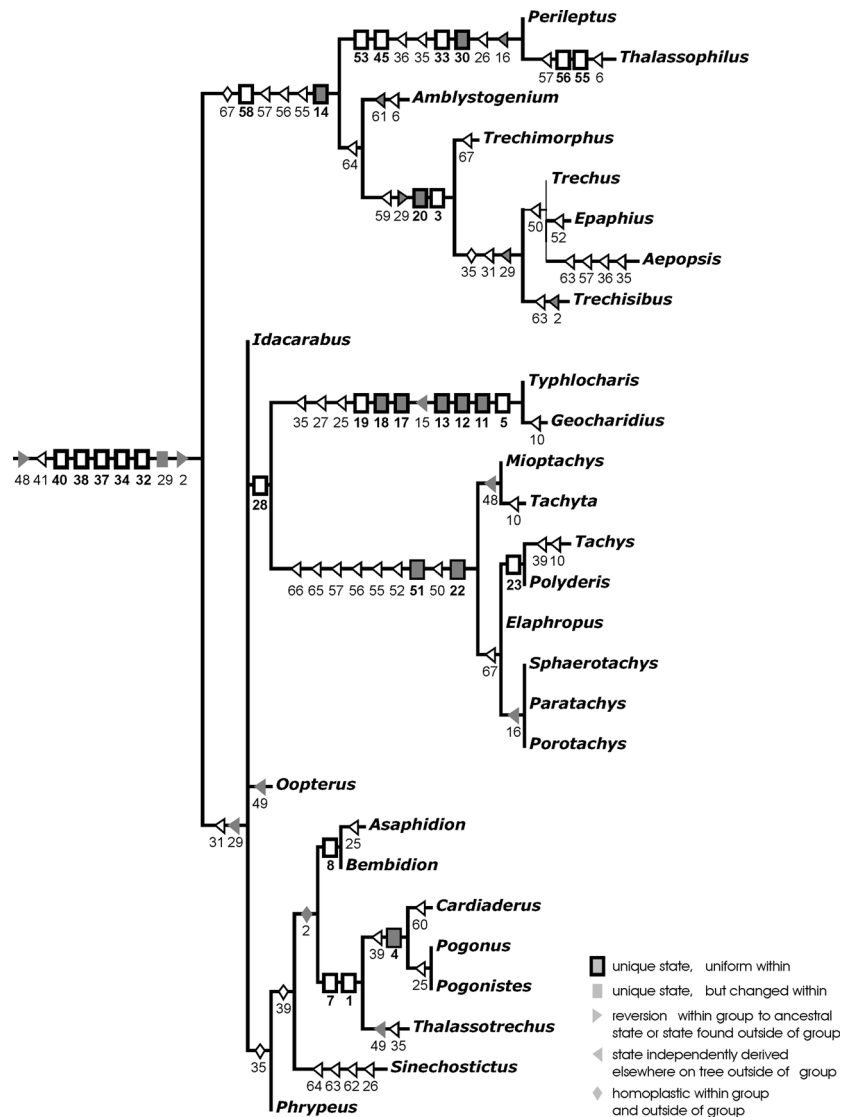 Perileptus
53 45 36 35 33 30 26 16
Thalassophilus
57 56 55 6
67 58 57 56 55 14
Amblystogenium
61 6
64
Trechimorphus
67
59 29 20 3
Trechus
50
Epaphius
52
35 31 29
Aepopsis
63 57 36 35
Trechisibus
63 2
Idacarabus
Typhlocharis
35 27 25 19 18 17 15 13 12 11 5
Geocharidius
10
48 41 40 38 37 34 32 29 2
28
Mioptachys
48
Tachyta
10
Tachys
39 10
66 65 57 56 55 52 51 50 22
23
Polyderis
Elaphropus
67
Sphaerotachys
Paratachys
16
Porotachys
Oopterus
49
31 29
Asaphidion
25
8
Bembidion
2
Cardiaderus
60
39 4
Pogonus
25
Pogonistes
7 1
39
Thalassotrechus
49 35
35
Sinechostictus
64 63 62 26
Phrypeus
unique state, uniform within
unique state, but changed within
reversion within group to ancestral
state or state found outside of group
state independently derived
elsewhere on tree outside of group
homoplastic within group
and outside of group